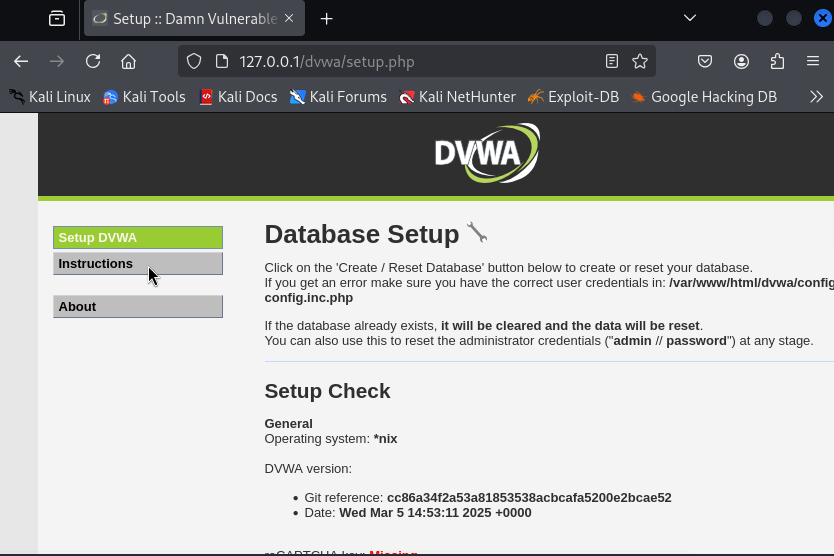 Setup :: Damn Vulnerable
127.0.0.1/dvwa/setup.php
Kali Linux Kali Tools Kali Docs Kali Forums Kali NetHunter Exploit-DB Google Hacking DB
DVWA
Setup DVWA
Instructions
About
Database Setup
Click on the 'Create / Reset Database' button below to create or reset your database.
If you get an error make sure you have the correct user credentials in: /var/www/html/dvwa/config
config.inc.php
If the database already exists, it will be cleared and the data will be reset.
You can also use this to reset the administrator credentials ("admin // password") at any stage.
Setup Check
General
Operating system: *nix
DVWA version:
• Git reference: cc86a34f2a53a81853538acbcafa5200e2bcae52
• Date: Wed Mar 5 14:53:11 2025 +0000
reCAPTCHA key: Missing